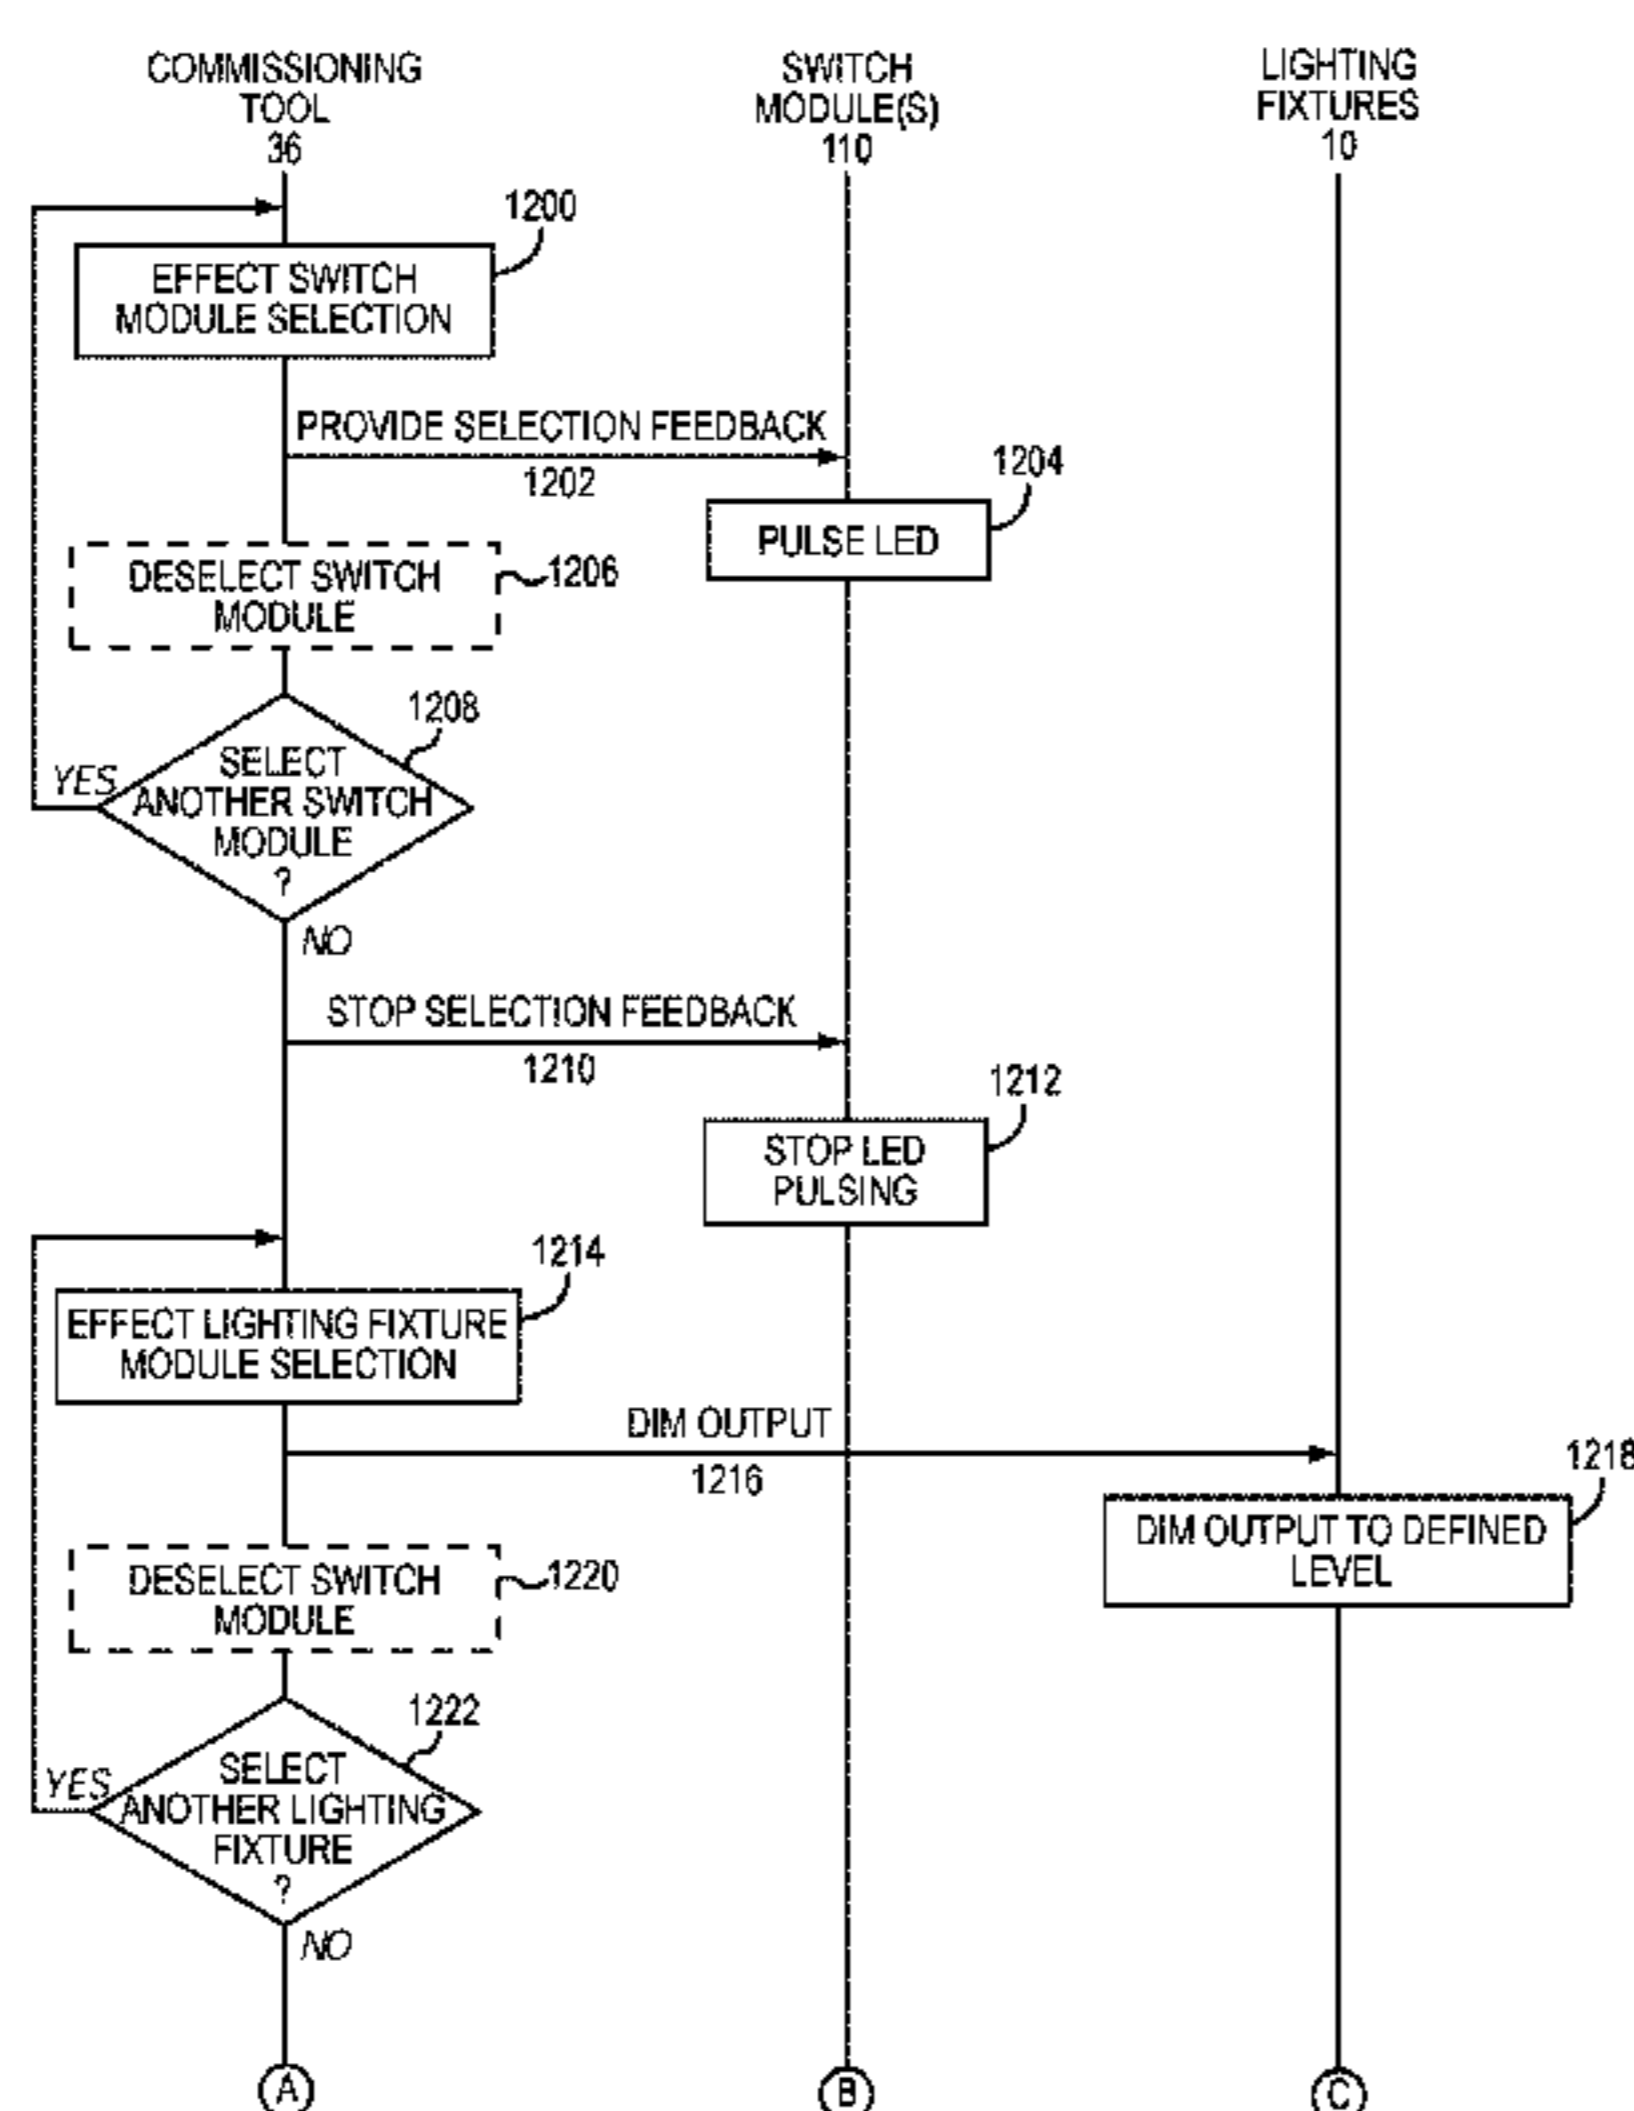 COMMISSIONING
TOOL
36
SWITCH
MODULE(S)
110
LIGHTING
FIXTURES
10
1200
EFFECT SWITCH
MODULE SELECTION
PROVIDE SELECTION FEEDBACK
1202
1204
PULSE LED
DESELECT SWITCH
MODULE
1206
1208
SELECT
ANOTHER SWITCH
MODULE
?
YES
NO
STOP SELECTION FEEDBACK
1210
1212
STOP LED
PULSING
1214
EFFECT LIGHTING FIXTURE
MODULE SELECTION
DIM OUTPUT
1216
1218
DIM OUTPUT TO DEFINED
LEVEL
DESELECT SWITCH
MODULE
1220
1222
SELECT
ANOTHER LIGHTING
FIXTURE
?
YES
NO
A
B
C